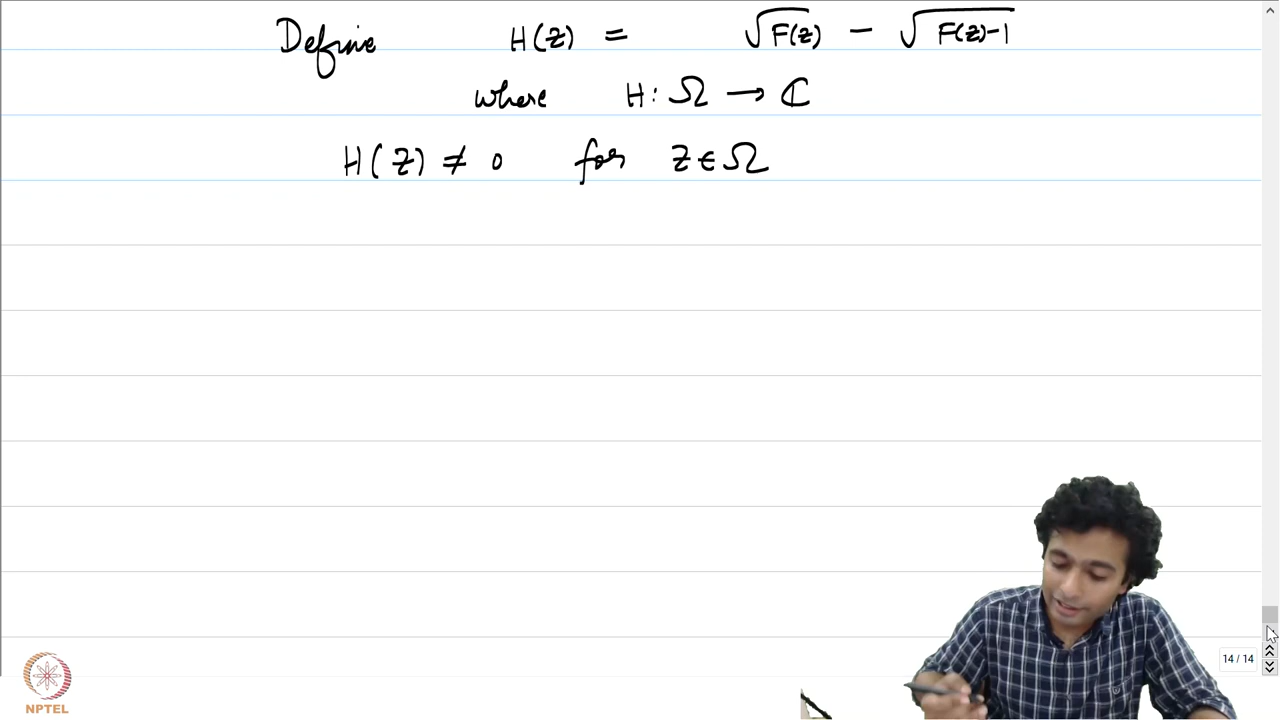 Define H(z) = √F(z) − √F(z)-1
where H: Ω → ℂ
H(z) ≠ 0 for z ∈ Ω
14 / 14
NPTEL